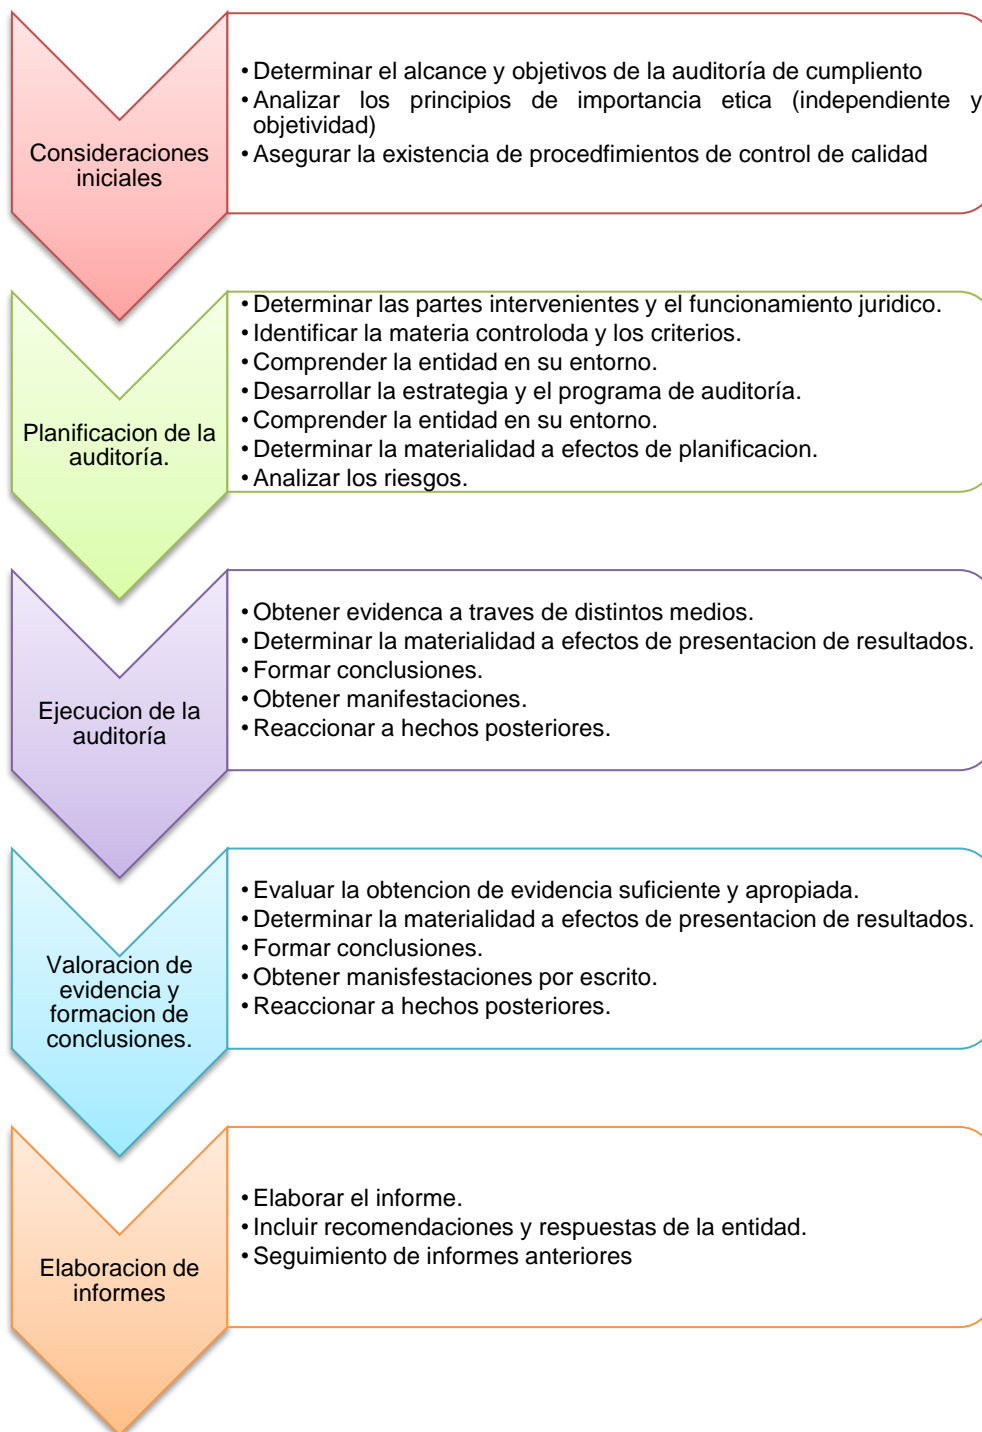 Consideraciones
iniciales
• Determinar el alcance y objetivos de la auditoría de cumpliento
• Analizar los principios de importancia etica (independiente y
objetividad)
• Asegurar la existencia de procedfimientos de control de calidad
Planificacion de la
auditoría.
• Determinar las partes intervenientes y el funcionamiento juridico.
• Identificar la materia controloda y los criterios.
• Comprender la entidad en su entorno.
• Desarrollar la estrategia y el programa de auditoría.
• Comprender la entidad en su entorno.
• Determinar la materialidad a efectos de planificacion.
• Analizar los riesgos.
Ejecucion de la
auditoría
• Obtener evidenca a traves de distintos medios.
• Determinar la materialidad a efectos de presentacion de resultados.
• Formar conclusiones.
• Obtener manifestaciones.
• Reaccionar a hechos posteriores.
Valoracion de
evidencia y
formacion de
conclusiones.
• Evaluar la obtencion de evidencia suficiente y apropiada.
• Determinar la materialidad a efectos de presentacion de resultados.
• Formar conclusiones.
• Obtener manisfestaciones por escrito.
• Reaccionar a hechos posteriores.
Elaboracion de
informes
• Elaborar el informe.
• Incluir recomendaciones y respuestas de la entidad.
• Seguimiento de informes anteriores